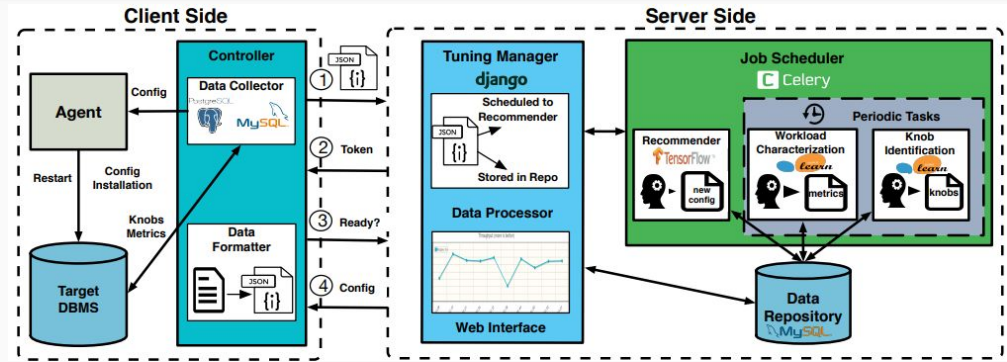 Client Side
Server Side
Controller
Data Collector
PostgreSQL
MySQL
Agent
Config
Restart
Config
Installation
Knobs
Metrics
Target
DBMS
Data
Formatter
JSON
{i}
JSON
{i}
1
2 Token
3 Ready?
4 Config
Tuning Manager
django
Scheduled to
Recommender
JSON
{i}
Stored in Repo
Data Processor
Web Interface
Job Scheduler
C Celery
Periodic Tasks
Recommender
TensorFlow
new
config
Workload
Characterization
learn
metrics
Knob
Identification
learn
knobs
Data
Repository
MySQL